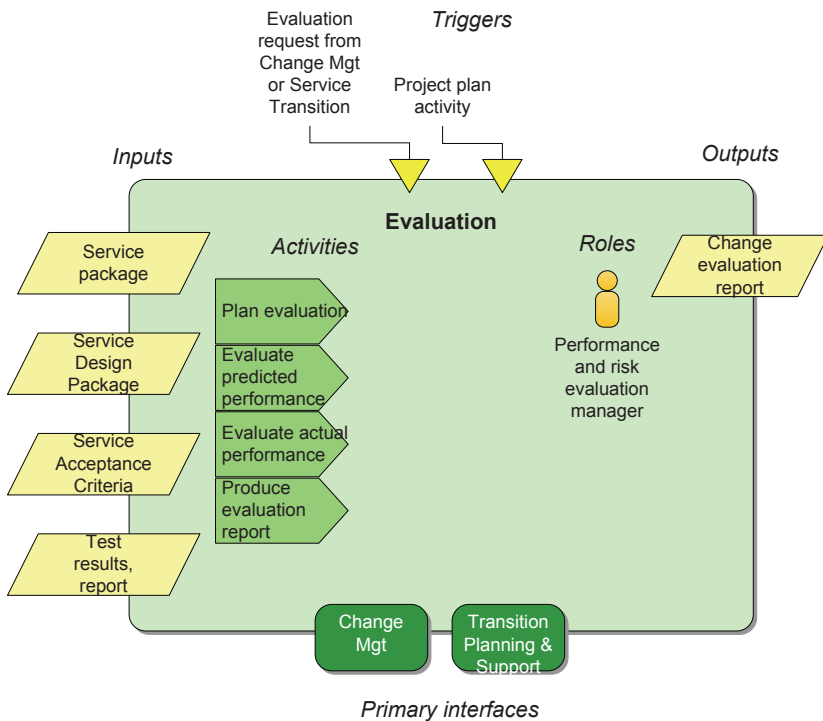 Triggers
Evaluation
request from
Change Mgt
or Service
Transition
Project plan
activity
Inputs
Outputs
Evaluation
Activities
Roles
Service
package
Service
Design
Package
Service
Acceptance
Criteria
Test
results,
report
Plan evaluation
Evaluate
predicted
performance
Evaluate actual
performance
Produce
evaluation
report
Performance
and risk
evaluation
manager
Change
evaluation
report
Change
Mgt
Transition
Planning &
Support
Primary interfaces